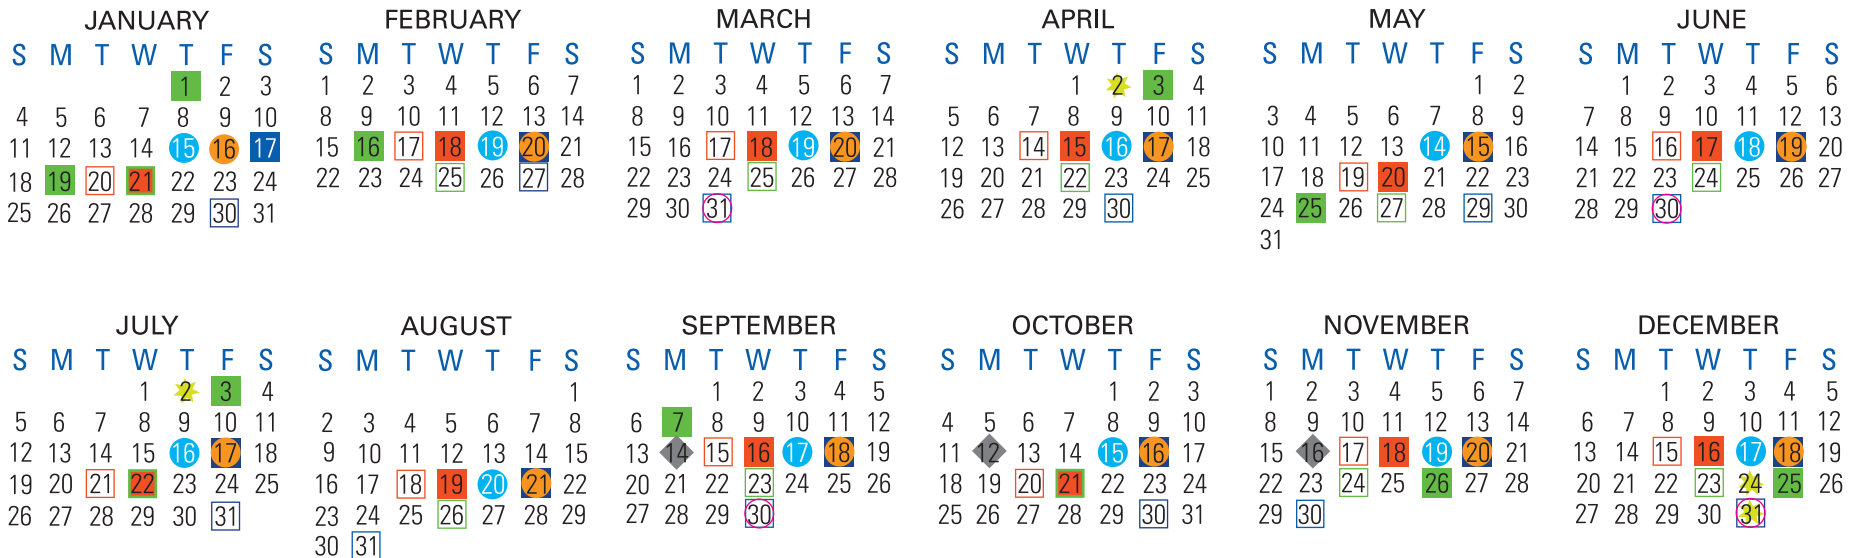 JANUARY FEBRUARY MARCH APRIL MAY JUNE
S M T W T F S S M T W T F S S M T W T F S S M T W T F S S M T W T F S S M T W T F S
1 2 3 1 2 3 4 5 6 7 1 2 3 4 5 6 7 1 2 3 4 1 2 1 2 3 4 5 6
4 5 6 7 8 9 10 8 9 10 11 12 13 14 8 9 10 11 12 13 14 5 6 7 8 9 10 11 3 4 5 6 7 8 9 7 8 9 10 11 12 13
11 12 13 14 15 16 17 15 16 17 18 19 20 21 15 16 17 18 19 20 21 12 13 14 15 16 17 18 10 11 12 13 14 15 16 14 15 16 17 18 19 20
18 19 20 21 22 23 24 22 23 24 25 26 27 28 22 23 24 25 26 27 28 19 20 21 22 23 24 25 17 18 19 20 21 22 23 21 22 23 24 25 26 27
25 26 27 28 29 30 31 29 30 31 26 27 28 29 30 24 25 26 27 28 29 30 28 29 30
31
JULY AUGUST SEPTEMBER OCTOBER NOVEMBER DECEMBER
S M T W T F S S M T W T F S S M T W T F S S M T W T F S S M T W T F S S M T W T F S
1 2 3 4 1 1 2 3 4 5 1 2 3 1 2 3 4 5 6 7 1 2 3 4 5
5 6 7 8 9 10 11 2 3 4 5 6 7 8 6 7 8 9 10 11 12 4 5 6 7 8 9 10 8 9 10 11 12 13 14 6 7 8 9 10 11 12
12 13 14 15 16 17 18 9 10 11 12 13 14 15 13 14 15 16 17 18 19 11 12 13 14 15 16 17 15 16 17 18 19 20 21 13 14 15 16 17 18 19
19 20 21 22 23 24 25 16 17 18 19 20 21 22 20 21 22 23 24 25 26 18 19 20 21 22 23 24 22 23 24 25 26 27 28 20 21 22 23 24 25 26
26 27 28 29 30 31 23 24 25 26 27 28 29 27 28 29 30 25 26 27 28 29 30 31 29 30 27 28 29 30 31
30 31